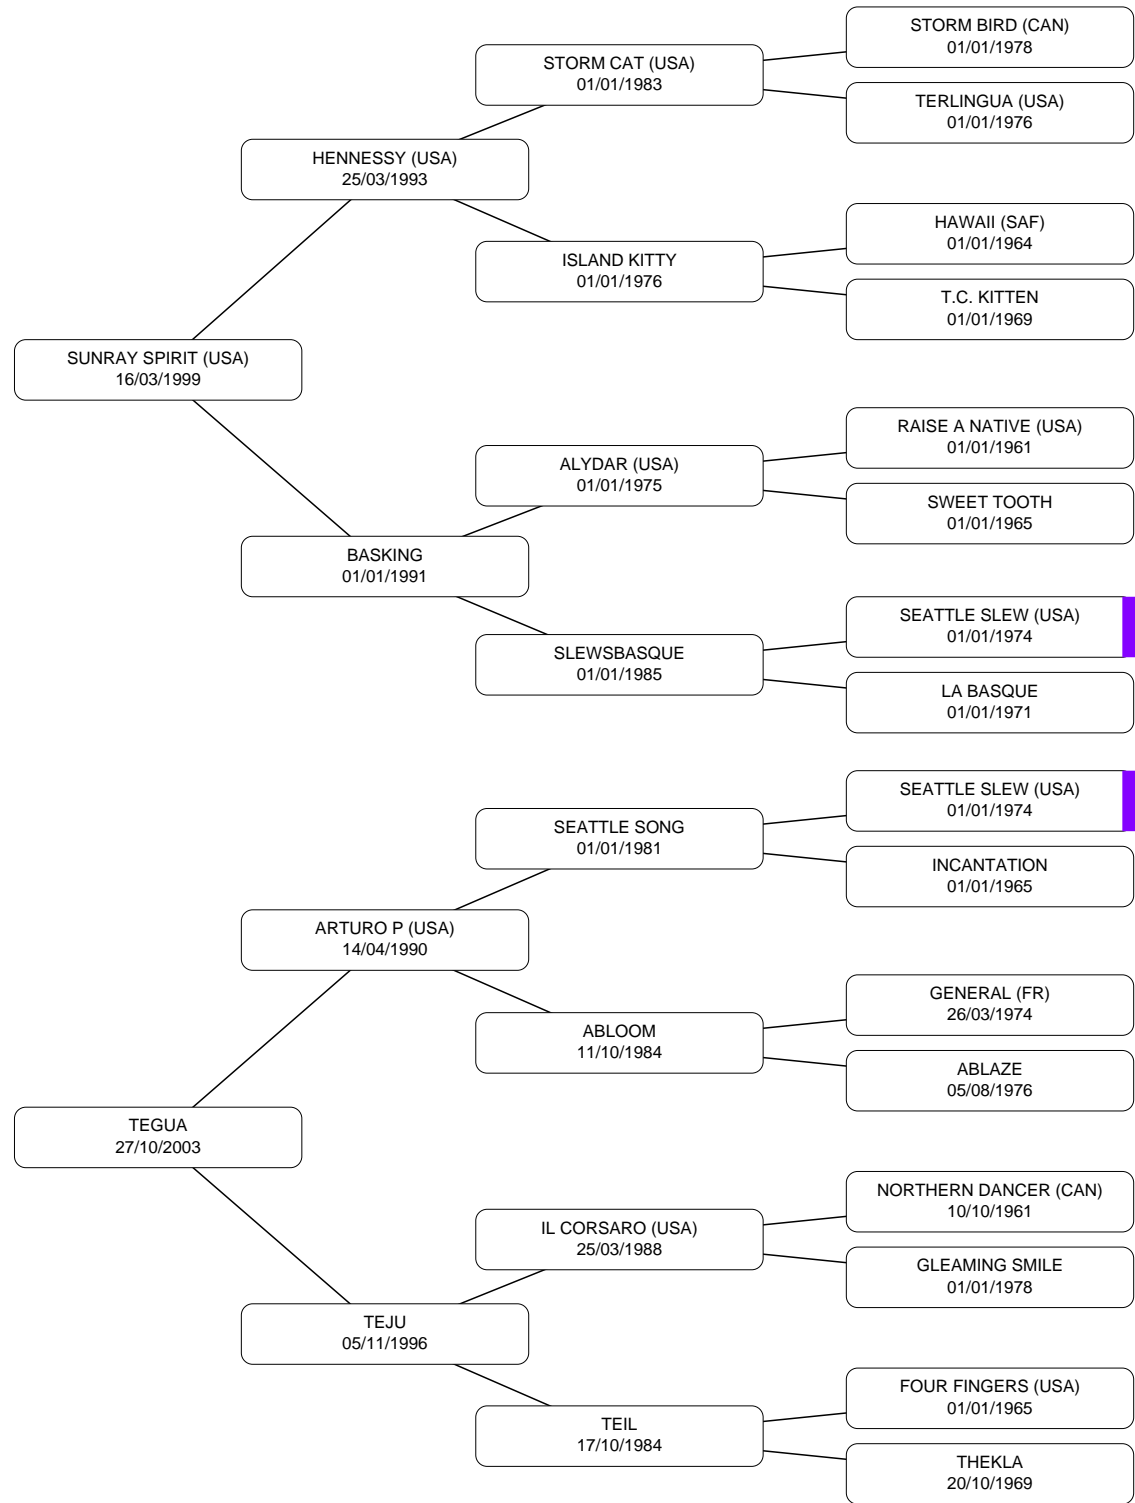 STORM BIRD (CAN)
01/01/1978
STORM CAT (USA)
01/01/1983
TERLINGUA (USA)
01/01/1976
HENNESSY (USA)
25/03/1993
HAWAII (SAF)
01/01/1964
ISLAND KITTY
01/01/1976
T.C. KITTEN
01/01/1969
SUNRAY SPIRIT (USA)
16/03/1999
RAISE A NATIVE (USA)
01/01/1961
ALYDAR (USA)
01/01/1975
SWEET TOOTH
01/01/1965
BASKING
01/01/1991
SEATTLE SLEW (USA)
01/01/1974
SLEWSBASQUE
01/01/1985
LA BASQUE
01/01/1971
SEATTLE SLEW (USA)
01/01/1974
SEATTLE SONG
01/01/1981
INCANTATION
01/01/1965
ARTURO P (USA)
14/04/1990
GENERAL (FR)
26/03/1974
ABLOOM
11/10/1984
ABLAZE
05/08/1976
TEGUA
27/10/2003
NORTHERN DANCER (CAN)
10/10/1961
IL CORSARO (USA)
25/03/1988
GLEAMING SMILE
01/01/1978
TEJU
05/11/1996
FOUR FINGERS (USA)
01/01/1965
TEIL
17/10/1984
THEKLA
20/10/1969